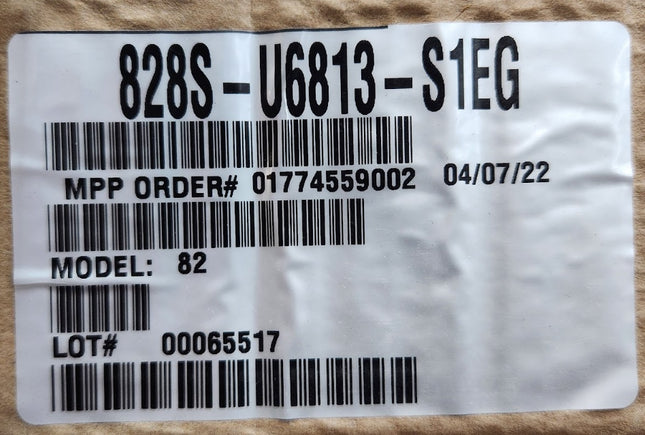 828S-U6813-S1EG
MPP ORDER# 01774559002 04/07/22
MODEL: 82
LOT# 00065517